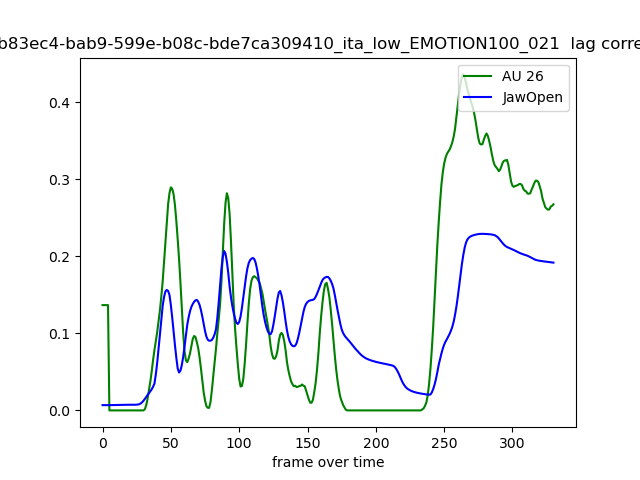 b83ec4-bab9-599e-b08c-bde7ca309410_ita_low_EMOTION100_021 lag corre
AU 26
JawOpen
0.4
0.3
0.2
0.1
0.0
0 50 100 150 200 250 300
frame over time